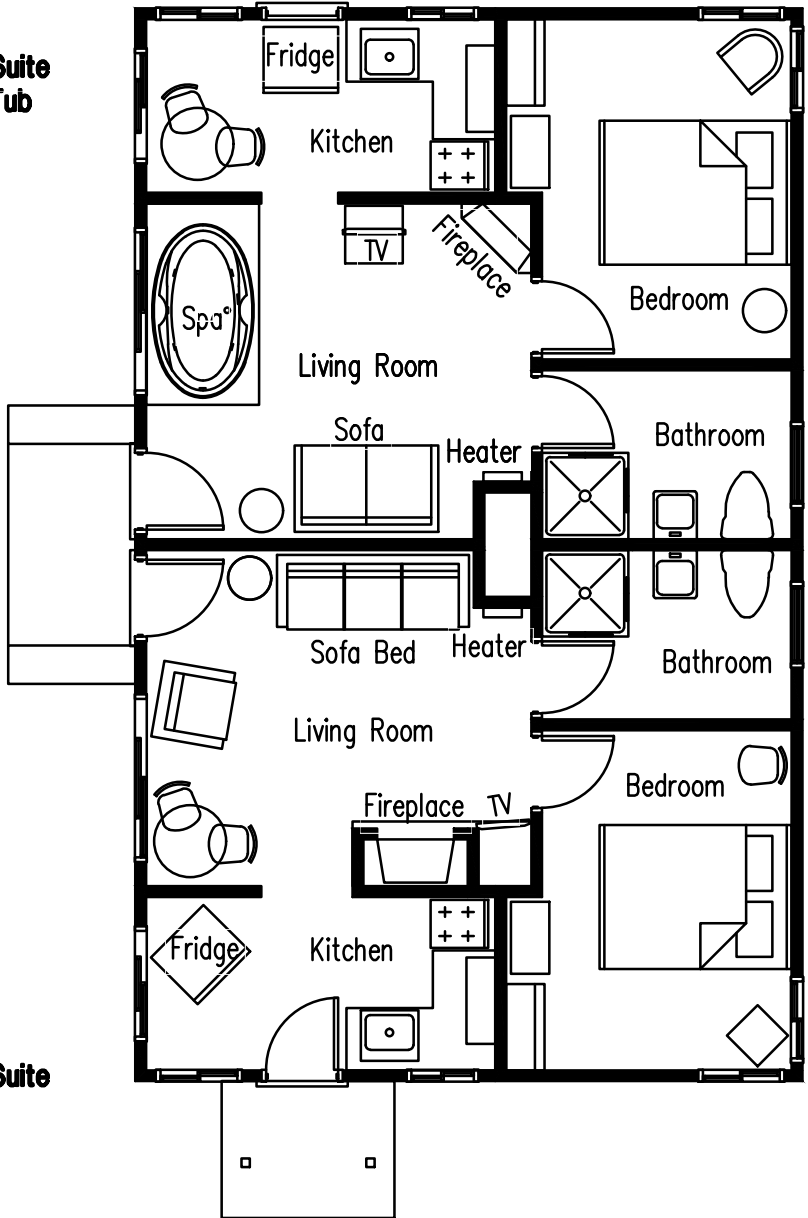 Suite
Tub
Fridge
Kitchen
TV
Fireplace
Spa
Bedroom
Living Room
Sofa
Heater
Bathroom
Sofa Bed
Heater
Bathroom
Living Room
Bedroom
Fireplace
TV
Fridge
Kitchen
Suite